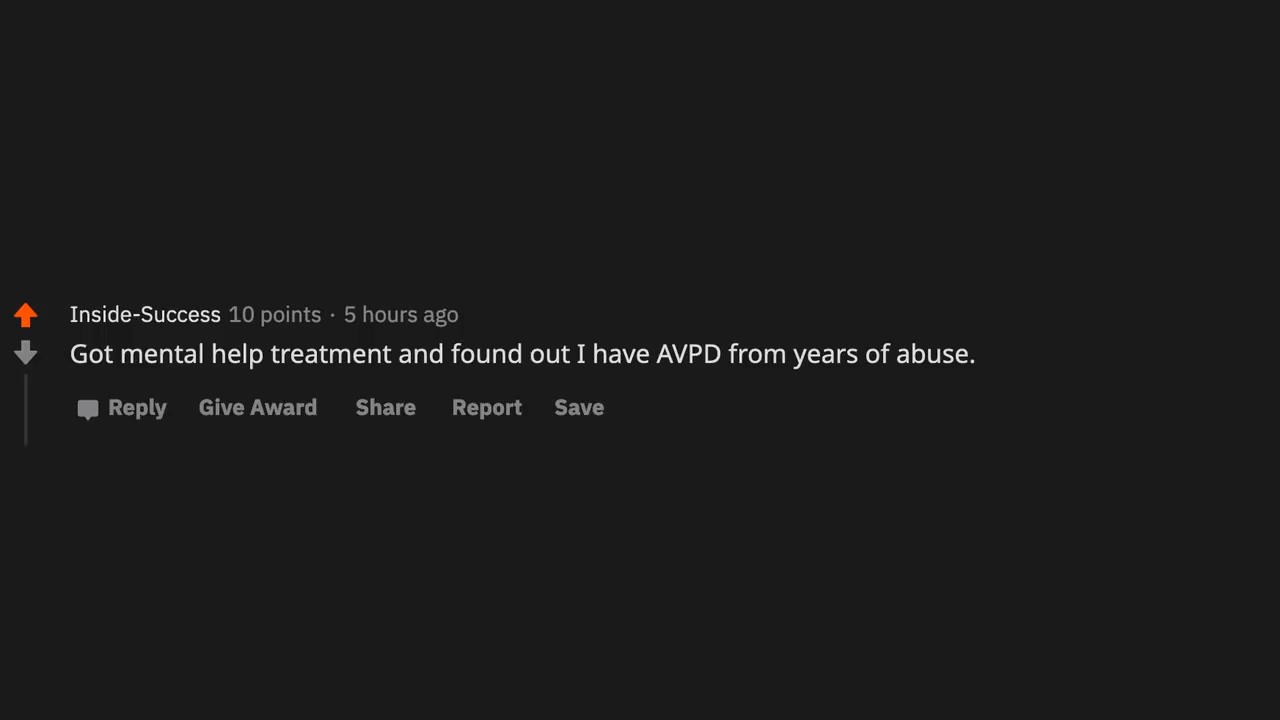 Inside-Success 10 points · 5 hours ago
Got mental help treatment and found out I have AVPD from years of abuse.
Reply Give Award Share Report Save